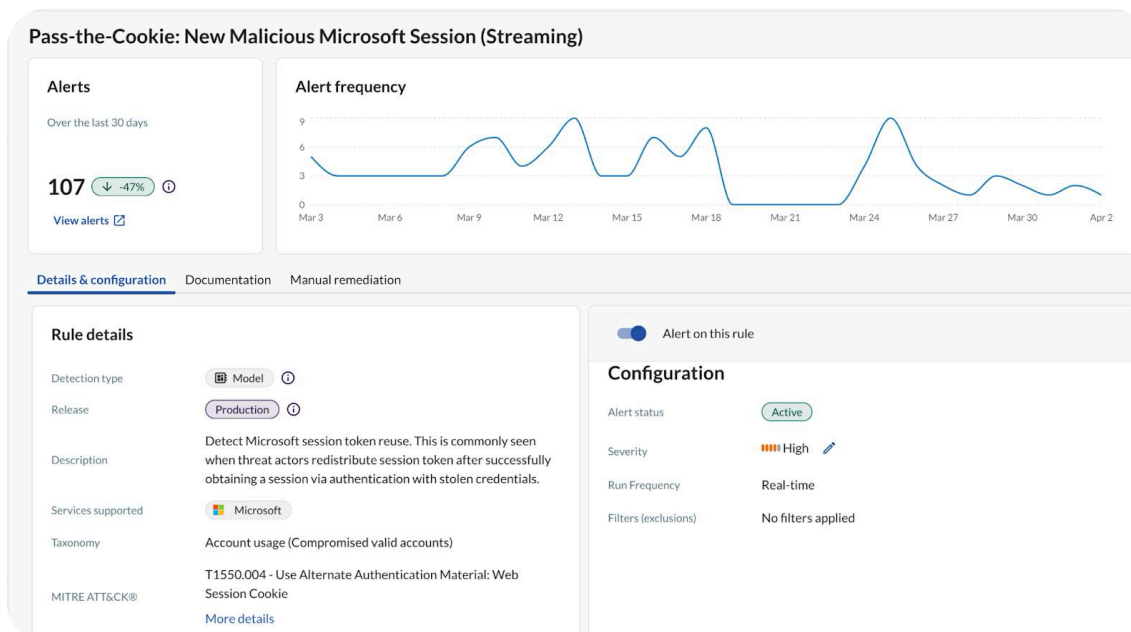 Pass-the-Cookie: New Malicious Microsoft Session (Streaming)
Alerts
Over the last 30 days
107 -47%
View alerts
Alert frequency
9
6
3
0
Mar 3 Mar 6 Mar 9 Mar 12 Mar 15 Mar 18 Mar 21 Mar 24 Mar 27 Mar 30 Apr 2
Details & configuration Documentation Manual remediation
Rule details
Detection type Model
Release Production
Description Detect Microsoft session token reuse. This is commonly seen
when threat actors redistribute session token after successfully
obtaining a session via authentication with stolen credentials.
Services supported Microsoft
Taxonomy Account usage (Compromised valid accounts)
MITRE ATT&CK® T1550.004 - Use Alternate Authentication Material: Web
Session Cookie
More details
Alert on this rule
Configuration
Alert status Active
Severity High
Run Frequency Real-time
Filters (exclusions) No filters applied